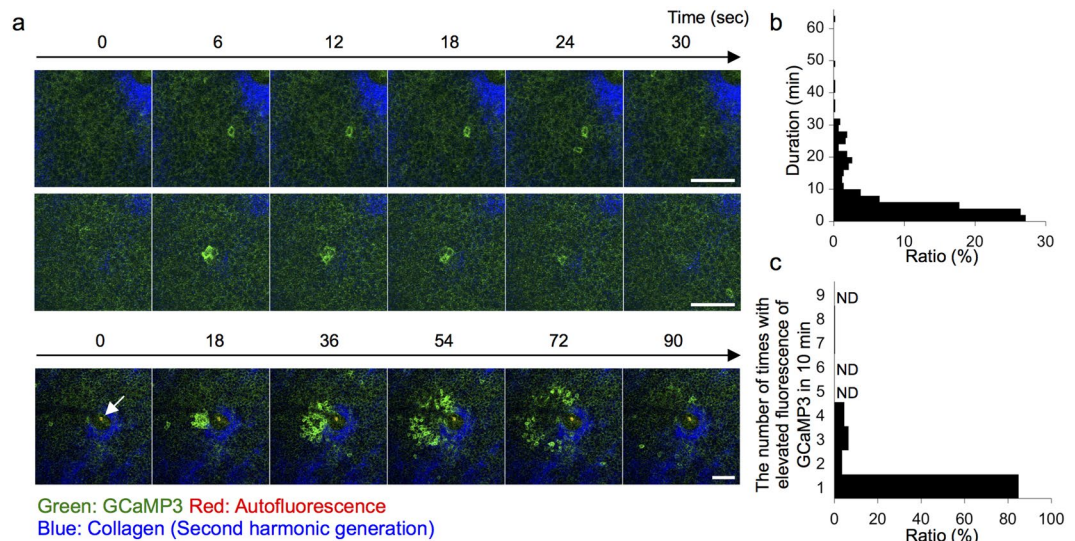 a
Time (sec)
0 6 12 18 24 30
0 18 36 54 72 90
Green: GCaMP3 Red: Autofluorescence
Blue: Collagen (Second harmonic generation)
b
Duration (min)
60
50
40
30
20
10
0
0 10 20 30
Ratio (%)
c
The number of times with
elevated fluorescence of
GCaMP3 in 10 min
9 ND
8
7
6 ND
5 ND
4
3
2
1
0 20 40 60 80 100
Ratio (%)